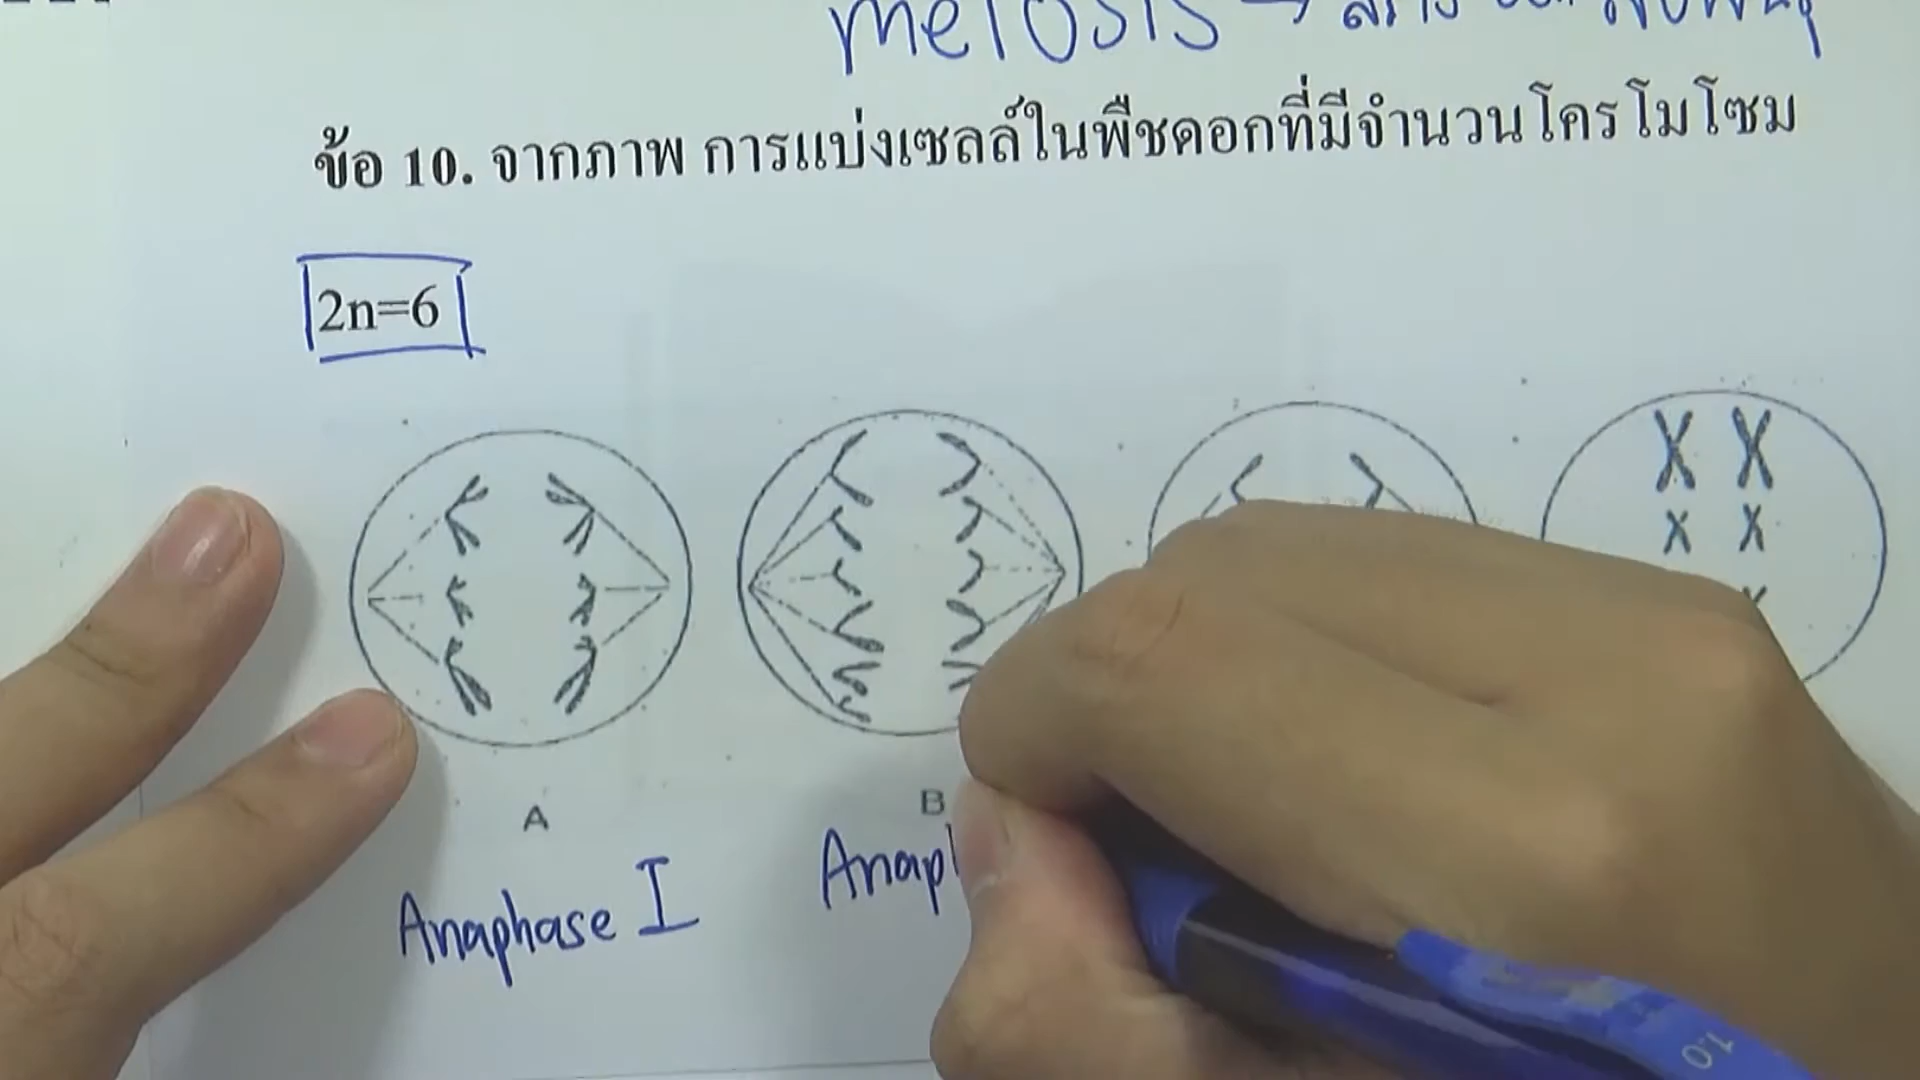 meiosis →
ข้อ 10. จากภาพ การแบ่งเซลล์ในพืชดอกที่มีจำนวนโครโมโซม
2n=6
A
B
Anaphase I
Anap
1.0